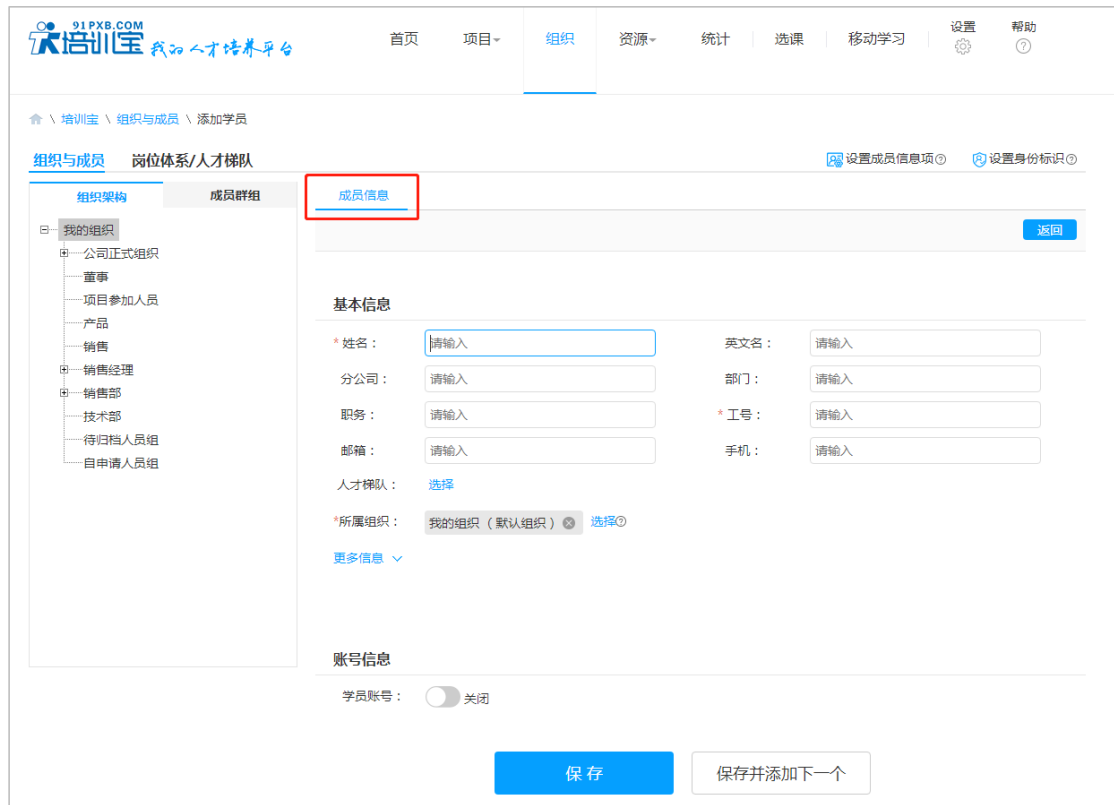 91PXB.COM
培训宝 我的人才培养平台
首页 项目 组织 资源 统计 选课 移动学习 设置 帮助
\ 培训宝 \ 组织与成员 \ 添加学员
组织与成员 岗位体系/人才梯队 设置成员信息项 设置身份标识
组织架构 成员群组 成员信息
我的组织 返回
公司正式组织
董事
项目参加人员
产品
销售
销售经理
销售部
技术部
待归档人员组
自申请人员组
基本信息
* 姓名： 请输入 英文名： 请输入
分公司： 请输入 部门： 请输入
职务： 请输入 * 工号： 请输入
邮箱： 请输入 手机： 请输入
人才梯队： 选择
*所属组织： 我的组织 （默认组织） 选择
更多信息
账号信息
学员账号： 关闭
保 存 保存并添加下一个